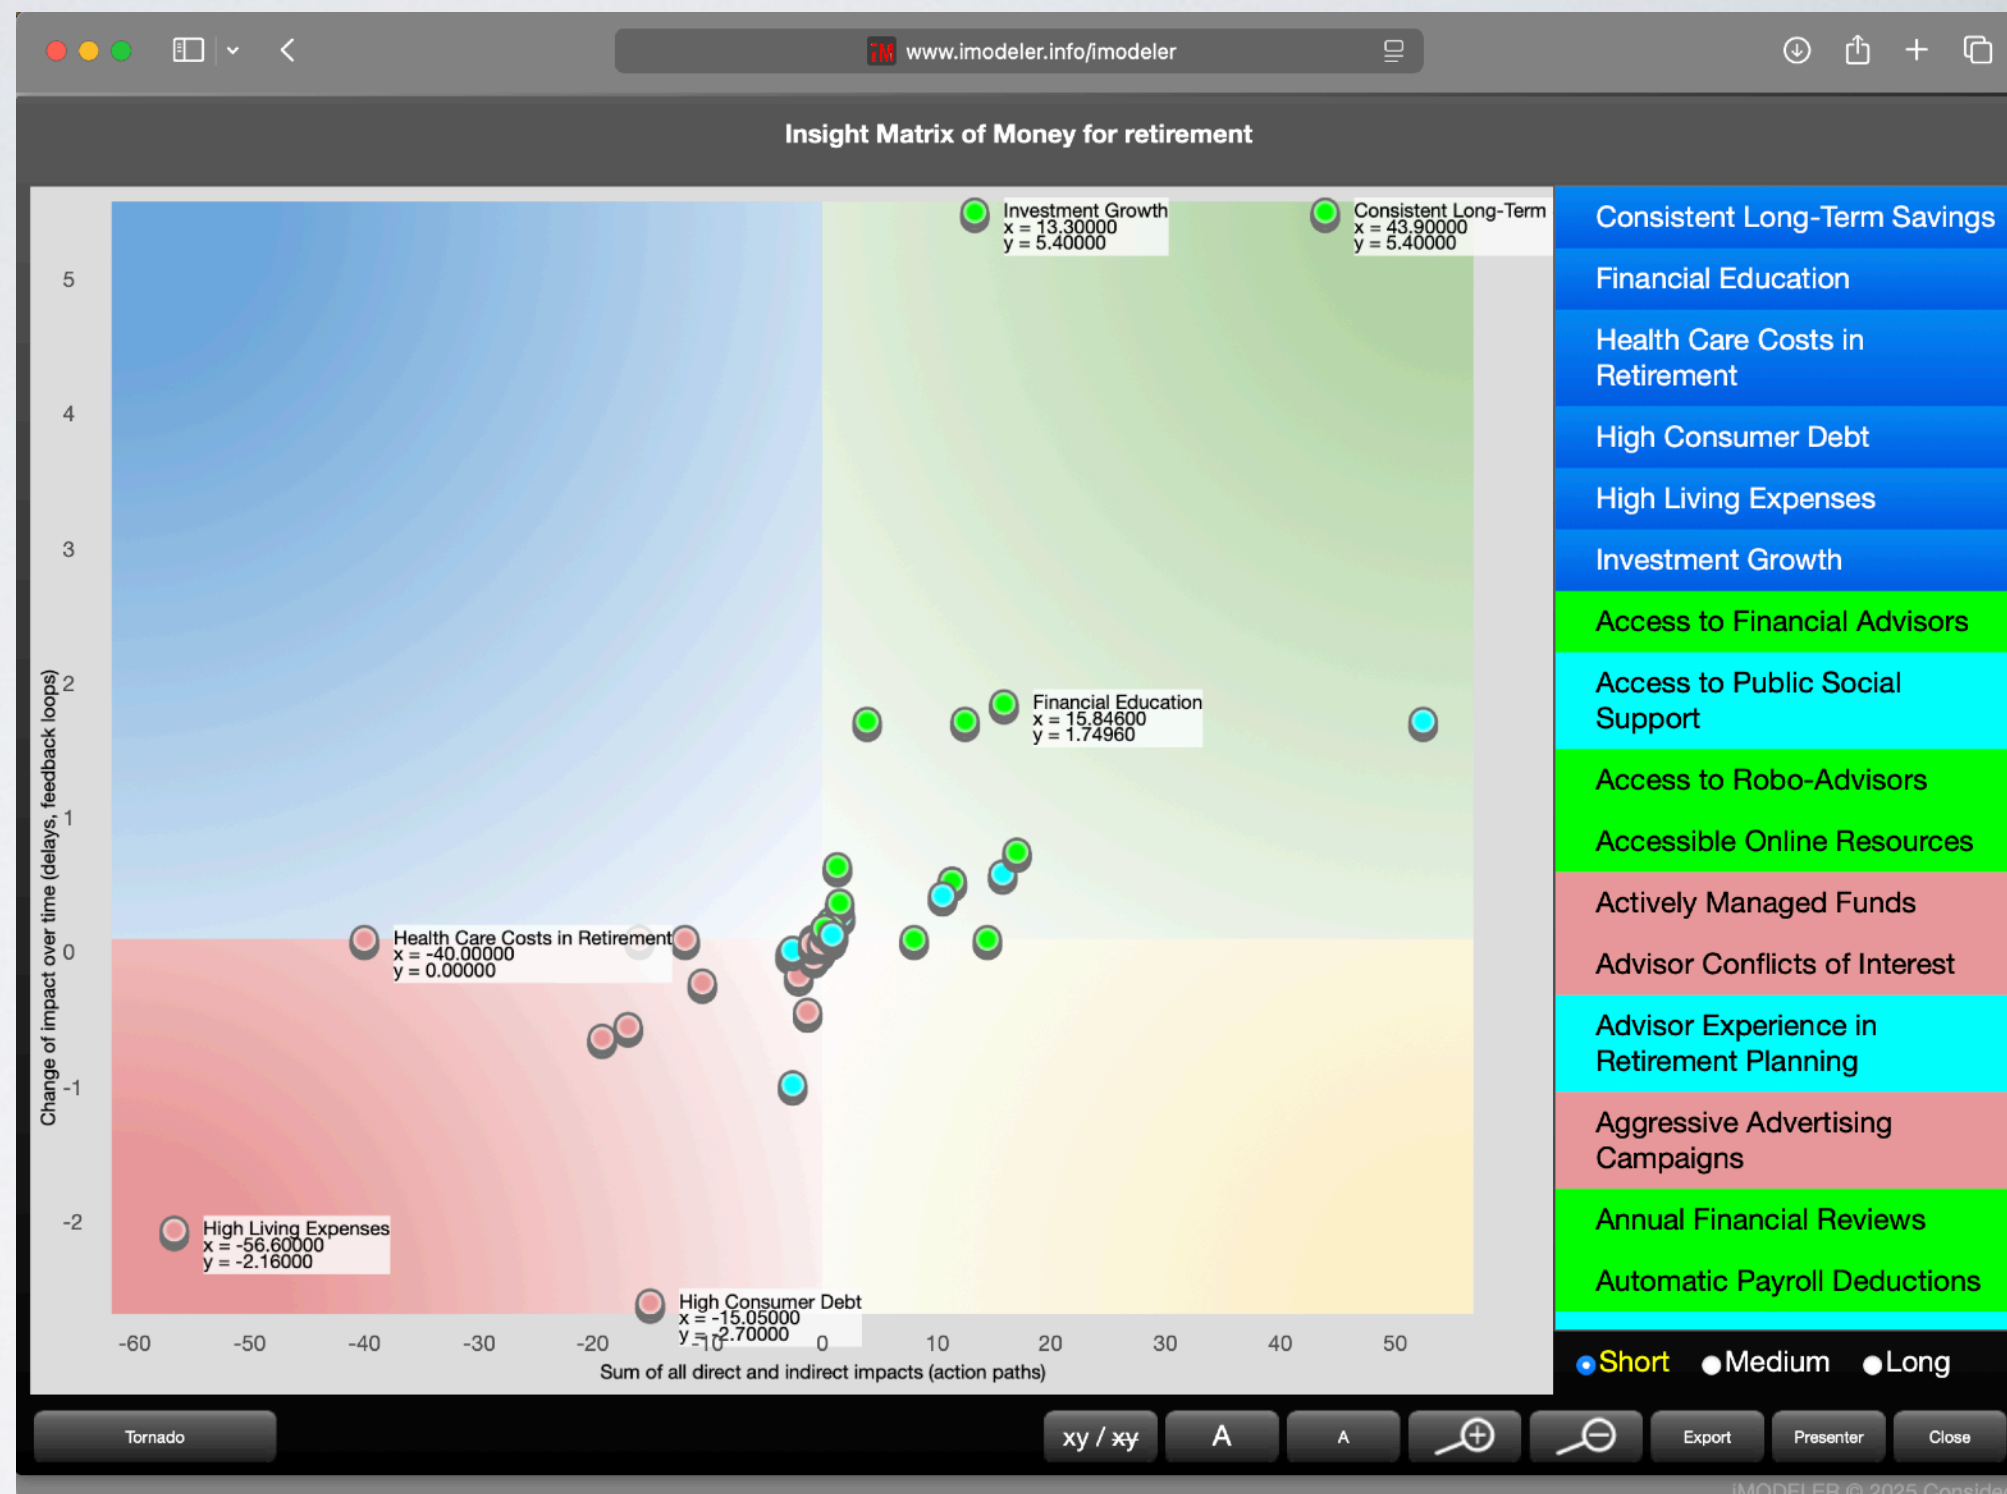 www.imodeler.info/imodeler
Insight Matrix of Money for retirement
Investment Growth
x = 13.30000
y = 5.40000
Consistent Long-Term
x = 43.90000
y = 5.40000
Financial Education
x = 15.84600
y = 1.74960
Health Care Costs in Retirement
x = -40.00000
y = 0.00000
High Living Expenses
x = -56.60000
y = -2.16000
High Consumer Debt
x = -15.05000
y = -2.70000
5
4
3
2
1
0
-1
-2
Change of impact over time (delays, feedback loops)
-60 -50 -40 -30 -20 -10 0 10 20 30 40 50
Sum of all direct and indirect impacts (action paths)
Consistent Long-Term Savings
Financial Education
Health Care Costs in
Retirement
High Consumer Debt
High Living Expenses
Investment Growth
Access to Financial Advisors
Access to Public Social
Support
Access to Robo-Advisors
Accessible Online Resources
Actively Managed Funds
Advisor Conflicts of Interest
Advisor Experience in
Retirement Planning
Aggressive Advertising
Campaigns
Annual Financial Reviews
Automatic Payroll Deductions
Short Medium Long
Tornado xy / xy A A Export Presenter Close
iMODELER © 2025 Conside